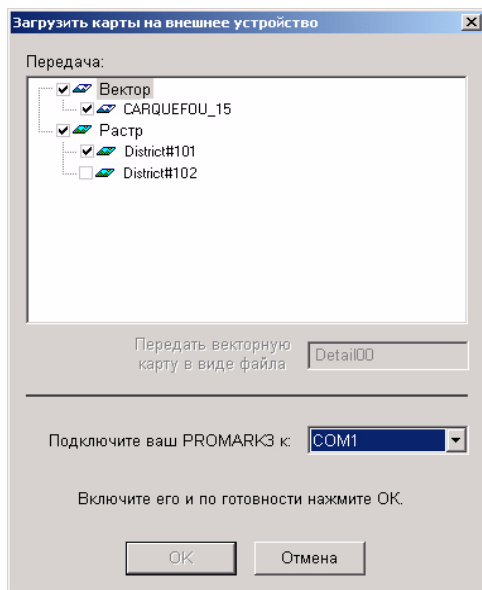 Загрузить карты на внешнее устройство
Передача:
Вектор
CARQUEFOU_15
Растр
District#101
District#102
Передать векторную
карту в виде файла
Detail00
Подключите ваш PROMARK3 к:
COM1
Включите его и по готовности нажмите ОК.
OK
Отмена